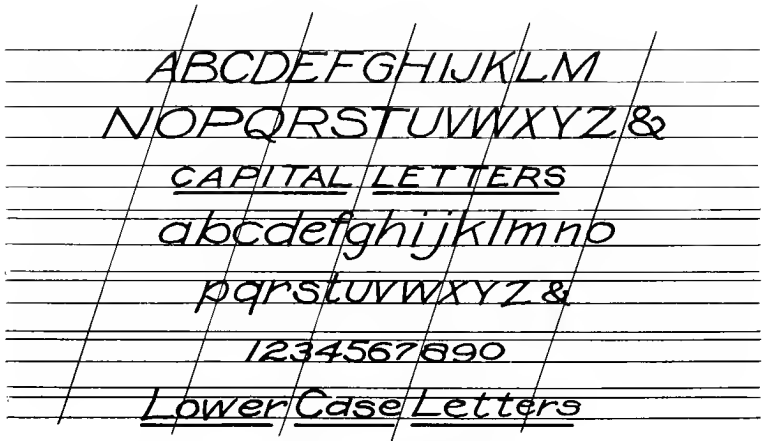 ABCDEFGHIJKLM
NOPQRSTUVWXYZ &
CAPITAL LETTERS
abcdefghijklmno
pqrstuvwxyz &
1234567890
Lower Case Letters